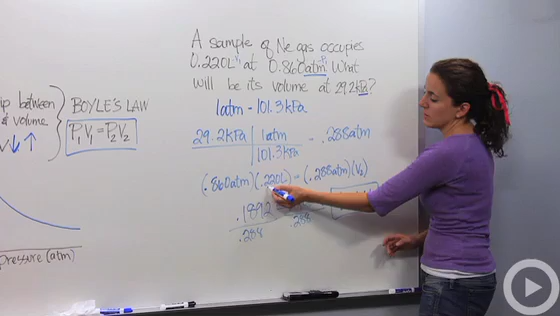 A sample of Ne gas occupies
0.220L at 0.860atm. What
will be its volume at 29.2kPa?
1atm = 101.3kPa
ip between
& volume
BOYLE'S LAW
P₁V₁ = P₂V₂
29.2kPa | 1atm = .288atm
101.3kPa
(.860atm)(.220L) = (.288atm)(V₂)
.1892
.288 .288
pressure (atm)